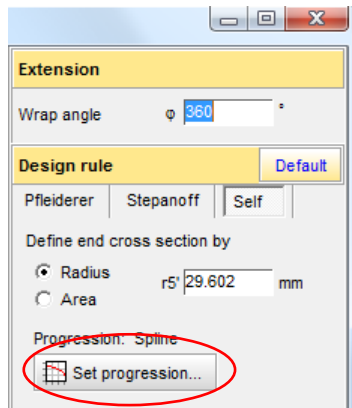 Extension
Wrap angle φ 360 °
Design rule Default
Pfleiderer Stepanoff Self
Define end cross section by
Radius r5' 29.602 mm
Area
Progression: Spline
Set progression...